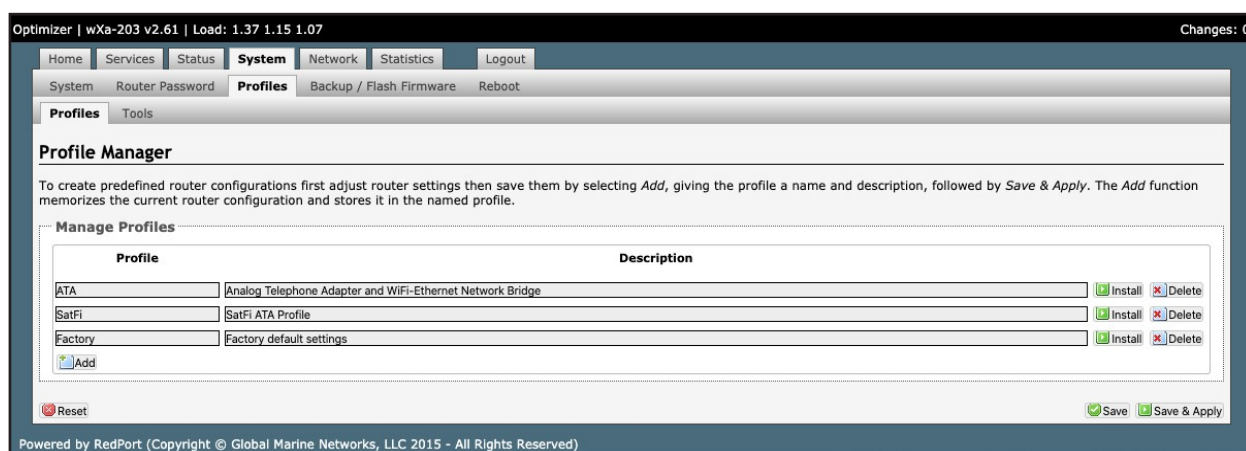 Optimizer | wXa-203 v2.61 | Load: 1.37 1.15 1.07 Changes: 0
Home Services Status System Network Statistics Logout
System Router Password Profiles Backup / Flash Firmware Reboot
Profiles Tools
Profile Manager
To create predefined router configurations first adjust router settings then save them by selecting Add, giving the profile a name and description, followed by Save & Apply. The Add function
memorizes the current router configuration and stores it in the named profile.
Manage Profiles
Profile Description
ATA Analog Telephone Adapter and WiFi-Ethernet Network Bridge Install Delete
SatFi SatFi ATA Profile Install Delete
Factory Factory default settings Install Delete
Add
Reset Save Save & Apply
Powered by RedPort (Copyright © Global Marine Networks, LLC 2015 - All Rights Reserved)